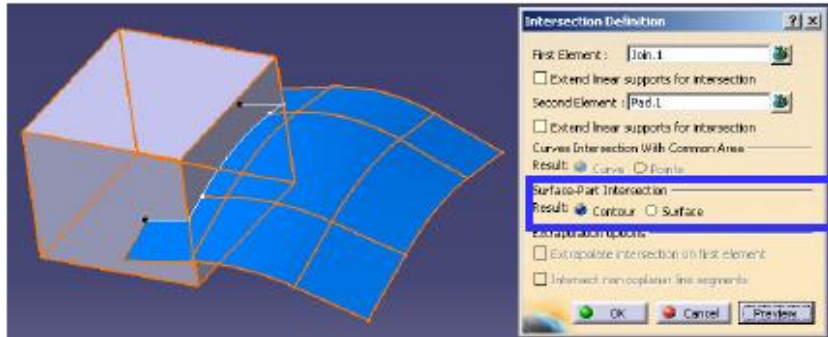 Intersection Definition
First Element : Join.1
Extend linear supports for intersection
Second Element : Pad.1
Extend linear supports for intersection
Curves Intersection With Common Area
Result: Curve Points
Surface-Part Intersection
Result: Contour Surface
Extrapolation options
Extrapolate intersection on first element
Intersect non coplanar line segments
OK Cancel Preview